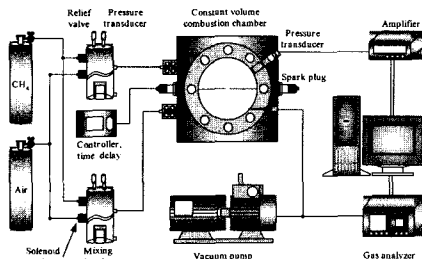 Relief
valve
Pressure
transducer
Constant volume
combustion chamber
Pressure
transducer
Amplifier
Spark plug
CH₄
Controller,
time delay
Air
Solenoid
Mixing
Vacuum pump
Gas analyzer